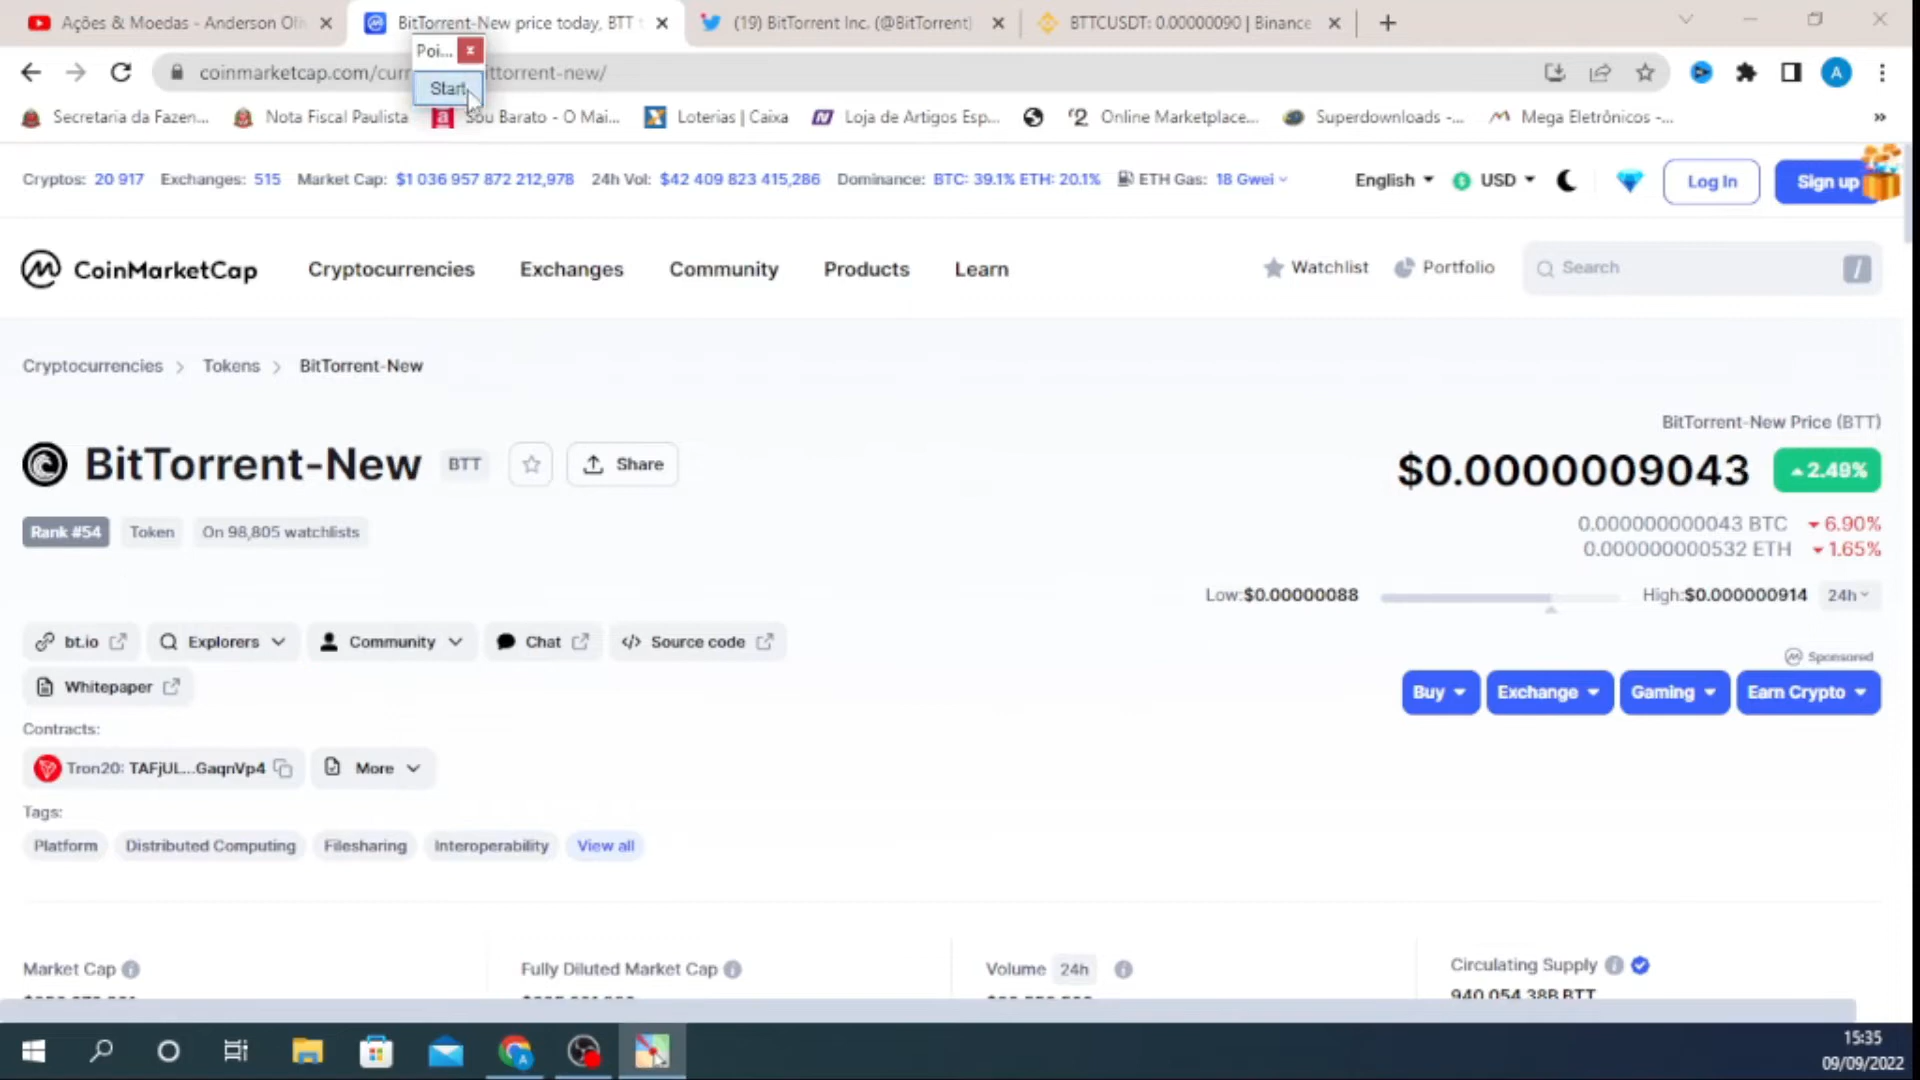 Ações & Moedas - Anderson Oli
BitTorrent-New price today, BTT t
(19) BitTorrent Inc. (@BitTorrent)
BTTCUSDT: 0.00000090 | Binance
Poi...
Start
coinmarketcap.com/curr
ttorrent-new/
A
Secretaria da Fazen...
Nota Fiscal Paulista
Sou Barato - O Mai...
Loterias | Caixa
Loja de Artigos Esp...
Online Marketplace...
Superdownloads -...
Mega Eletrônicos -...
Cryptos: 20 917 Exchanges: 515 Market Cap: $1 036 957 872 212,978 24h Vol: $42 409 823 415,286 Dominance: BTC: 39.1% ETH: 20.1% ETH Gas: 18 Gwei
English USD Log In Sign up
CoinMarketCap Cryptocurrencies Exchanges Community Products Learn Watchlist Portfolio Search /
Cryptocurrencies > Tokens > BitTorrent-New
BitTorrent-New Price (BTT)
BitTorrent-New BTT Share
$0.0000009043 2.49%
Rank #54 Token On 98,805 watchlists
0.000000000043 BTC 6.90%
0.000000000532 ETH 1.65%
Low:$0.00000088 High:$0.000000914 24h
bt.io Explorers Community Chat Source code
Whitepaper
Sponsored
Buy Exchange Gaming Earn Crypto
Contracts:
Tron20: TAFjUL...GaqnVp4 More
Tags:
Platform Distributed Computing Filesharing Interoperability View all
Market Cap
Fully Diluted Market Cap
Volume 24h
Circulating Supply
940,054.38B BTT
15:35
09/09/2022